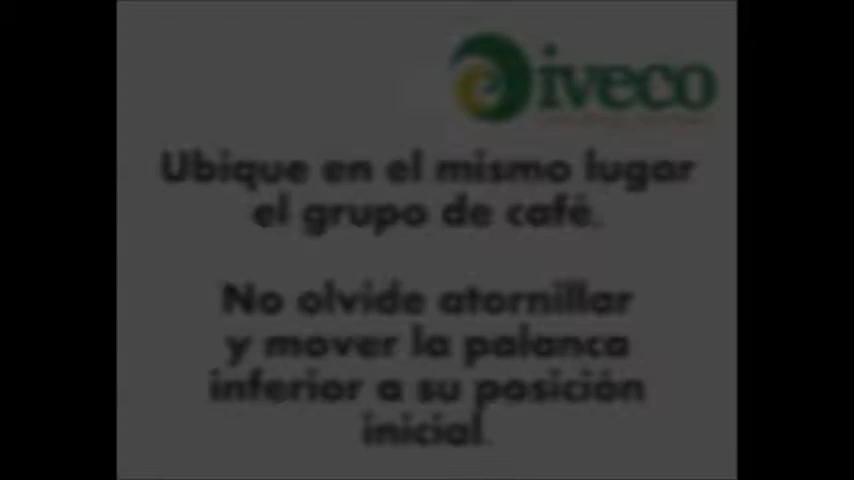 iveco
Ubique en el mismo lugar
el grupo de café.
No olvide atornillar
y mover la palanca
inferior a su posición
inicial.